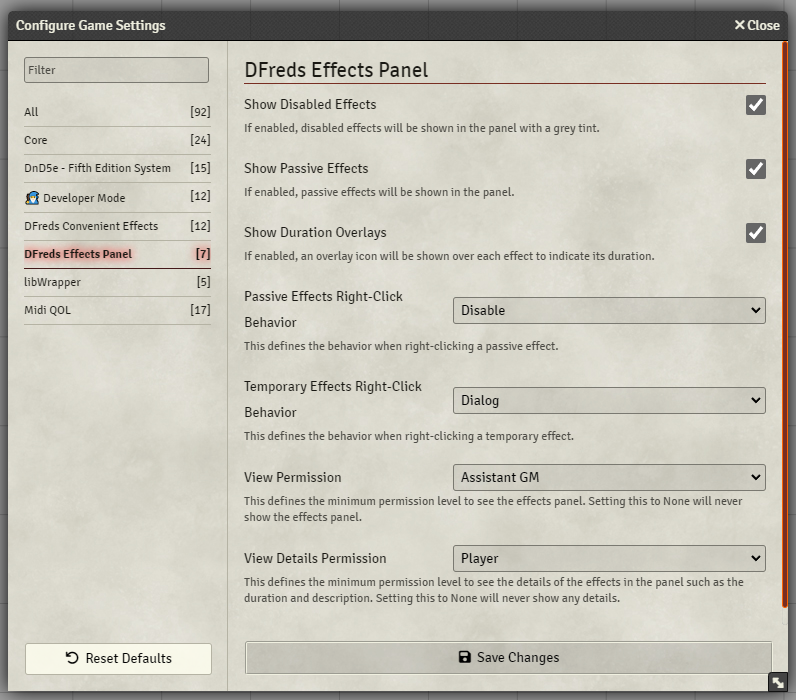 Configure Game Settings
Close
Filter
All [92]
Core [24]
DnD5e - Fifth Edition System [15]
Developer Mode [12]
DFreds Convenient Effects [12]
DFreds Effects Panel [7]
libWrapper [5]
Midi QOL [17]
Reset Defaults
DFreds Effects Panel
Show Disabled Effects
If enabled, disabled effects will be shown in the panel with a grey tint.
Show Passive Effects
If enabled, passive effects will be shown in the panel.
Show Duration Overlays
If enabled, an overlay icon will be shown over each effect to indicate its duration.
Passive Effects Right-Click
Behavior
Disable
This defines the behavior when right-clicking a passive effect.
Temporary Effects Right-Click
Behavior
Dialog
This defines the behavior when right-clicking a temporary effect.
View Permission
Assistant GM
This defines the minimum permission level to see the effects panel. Setting this to None will never
show the effects panel.
View Details Permission
Player
This defines the minimum permission level to see the details of the effects in the panel such as the
duration and description. Setting this to None will never show any details.
Save Changes